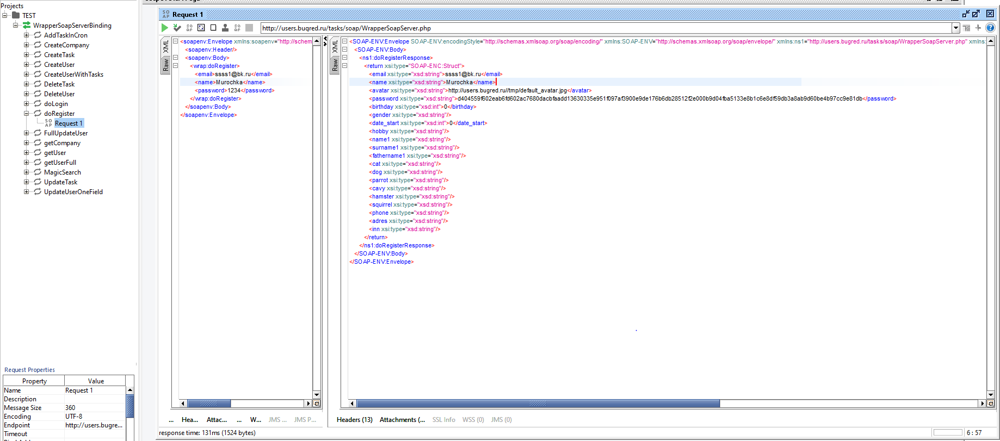 Projects
TEST
WrapperSoapServerBinding
AddTaskInCron
CreateCompany
CreateTask
CreateUser
CreateUserWithTasks
DeleteTask
DeleteUser
doLogin
doRegister
SO AP Request 1
FullUpdateUser
getCompany
getUser
getUserFull
MagicSearch
UpdateTask
UpdateUserOneField
Request Properties
Property Value
Name Request 1
Description
Message Size 360
Encoding UTF-8
Endpoint http://users.bugre...
Timeout
SO AP Request 1
http://users.bugred.ru/tasks/soap/WrapperSoapServer.php
XML
Raw
<soapenv:Envelope xmlns:soapenv="http://schem
<soapenv:Header/>
<soapenv:Body>
<wrap:doRegister>
<email>ssss1@bk.ru</email>
<name>Murochka</name>
<password>1234</password>
</wrap:doRegister>
</soapenv:Body>
</soapenv:Envelope>
... Hea... Attac... ... W... JMS ... JMS P...
XML
Raw
<SOAP-ENV:Envelope SOAP-ENV:encodingStyle="http://schemas.xmlsoap.org/soap/encoding/" xmlns:SOAP-ENV="http://schemas.xmlsoap.org/soap/envelope/" xmlns:ns1="http://users.bugred.ru/tasks/soap/WrapperSoapServer.php" xmlns:
<SOAP-ENV:Body>
<ns1:doRegisterResponse>
<return xsi:type="SOAP-ENC:Struct">
<email xsi:type="xsd:string">ssss1@bk.ru</email>
<name xsi:type="xsd:string">Murochka</name>
<avatar xsi:type="xsd:string">http://users.bugred.ru//tmp/default_avatar.jpg</avatar>
<password xsi:type="xsd:string">d404559f602eab6fd602ac7680dacbfaadd13630335e951f097af3900e9de176b6db28512f2e000b9d04fba5133e8b1c6e8df59db3a8ab9d60be4b97cc9e81db</password>
<birthday xsi:type="xsd:int">0</birthday>
<gender xsi:type="xsd:string"/>
<date_start xsi:type="xsd:int">0</date_start>
<hobby xsi:type="xsd:string"/>
<name1 xsi:type="xsd:string"/>
<surname1 xsi:type="xsd:string"/>
<fathername1 xsi:type="xsd:string"/>
<cat xsi:type="xsd:string"/>
<dog xsi:type="xsd:string"/>
<parrot xsi:type="xsd:string"/>
<cavy xsi:type="xsd:string"/>
<hamster xsi:type="xsd:string"/>
<squirrel xsi:type="xsd:string"/>
<phone xsi:type="xsd:string"/>
<adres xsi:type="xsd:string"/>
<inn xsi:type="xsd:string"/>
</return>
</ns1:doRegisterResponse>
</SOAP-ENV:Body>
</SOAP-ENV:Envelope>
Headers (13) Attachments (... SSL Info WSS (0) JMS (0)
response time: 131ms (1524 bytes)
6 : 57